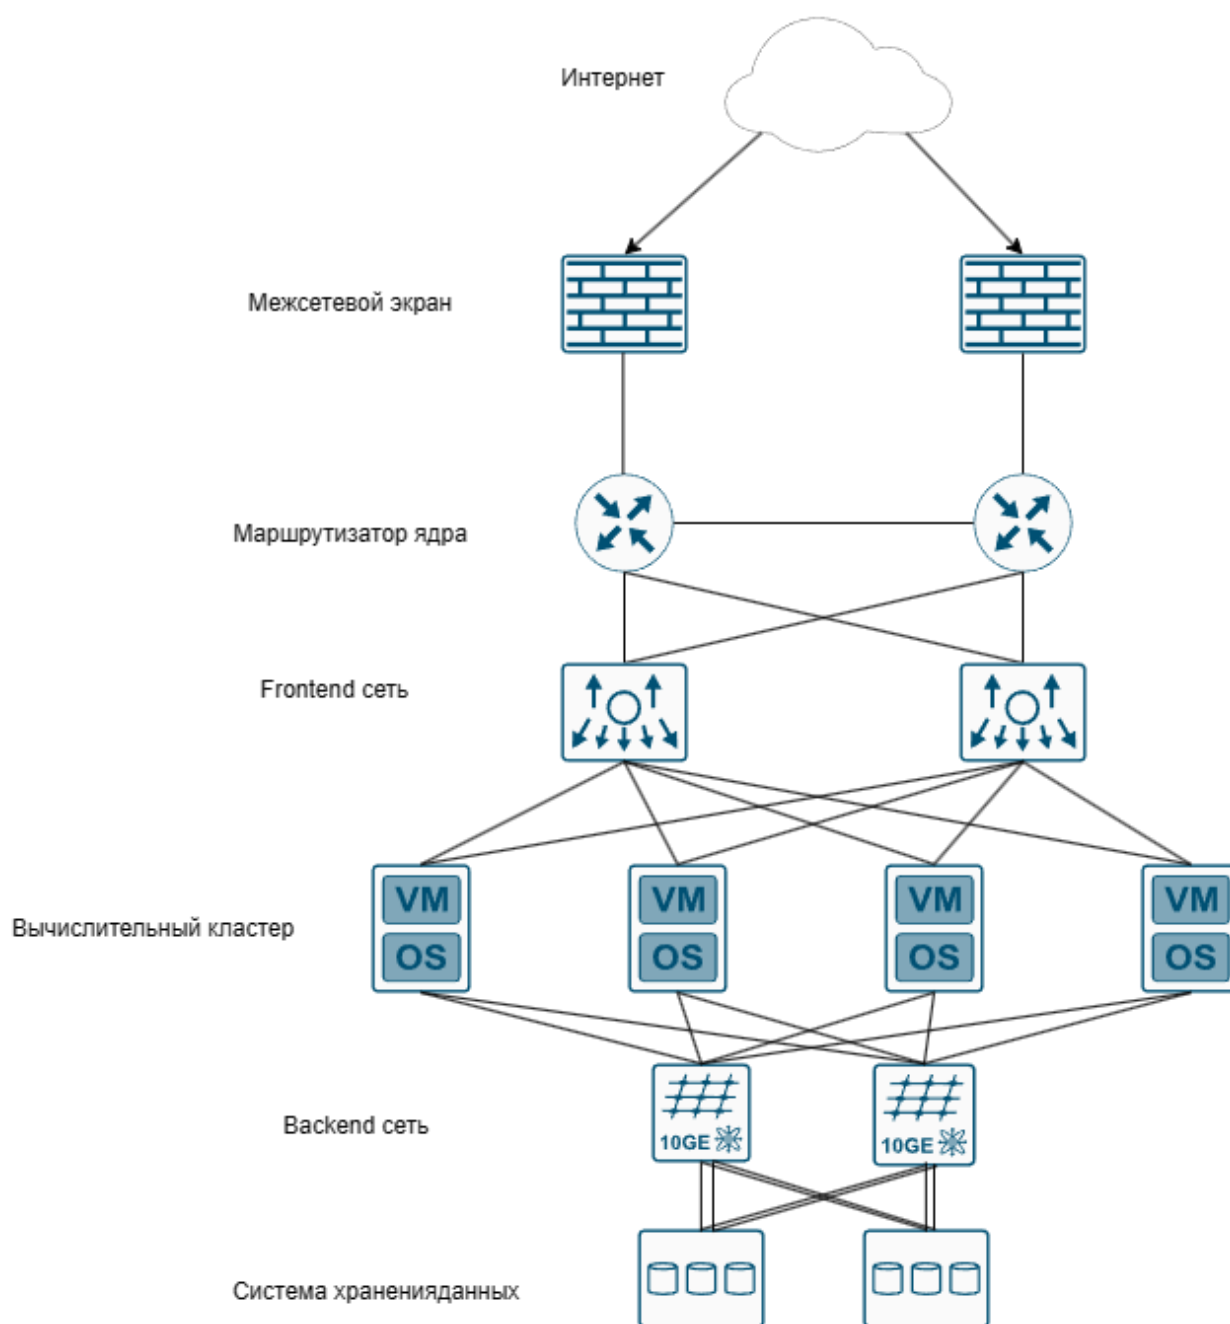 Интернет
Межсетевой экран
Маршрутизатор ядра
Frontend сеть
Вычислительный кластер
VM
OS
VM
OS
VM
OS
VM
OS
Backend сеть
10GE
10GE
Система храненияданных